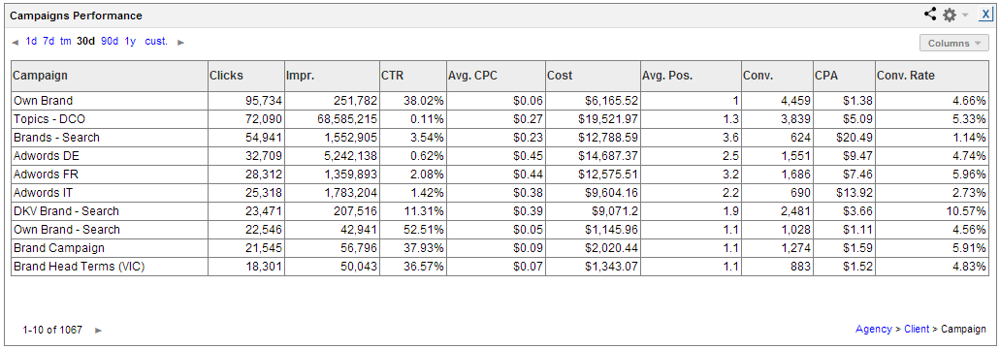 Campaigns Performance X
1d 7d tm 30d 90d 1y cust.
Columns
Campaign Clicks Impr. CTR Avg. CPC Cost Avg. Pos. Conv. CPA Conv. Rate
Own Brand 95,734 251,782 38.02% $0.06 $6,165.52 1 4,459 $1.38 4.66%
Topics - DCO 72,090 68,585,215 0.11% $0.27 $19,521.97 1.3 3,839 $5.09 5.33%
Brands - Search 54,941 1,552,905 3.54% $0.23 $12,788.59 3.6 624 $20.49 1.14%
Adwords DE 32,709 5,242,138 0.62% $0.45 $14,687.37 2.5 1,551 $9.47 4.74%
Adwords FR 28,312 1,359,893 2.08% $0.44 $12,575.51 3.2 1,686 $7.46 5.96%
Adwords IT 25,318 1,783,204 1.42% $0.38 $9,604.16 2.2 690 $13.92 2.73%
DKV Brand - Search 23,471 207,516 11.31% $0.39 $9,071.2 1.9 2,481 $3.66 10.57%
Own Brand - Search 22,546 42,941 52.51% $0.05 $1,145.96 1.1 1,028 $1.11 4.56%
Brand Campaign 21,545 56,796 37.93% $0.09 $2,020.44 1.1 1,274 $1.59 5.91%
Brand Head Terms (VIC) 18,301 50,043 36.57% $0.07 $1,343.07 1.1 883 $1.52 4.83%
1-10 of 1067 Agency > Client > Campaign